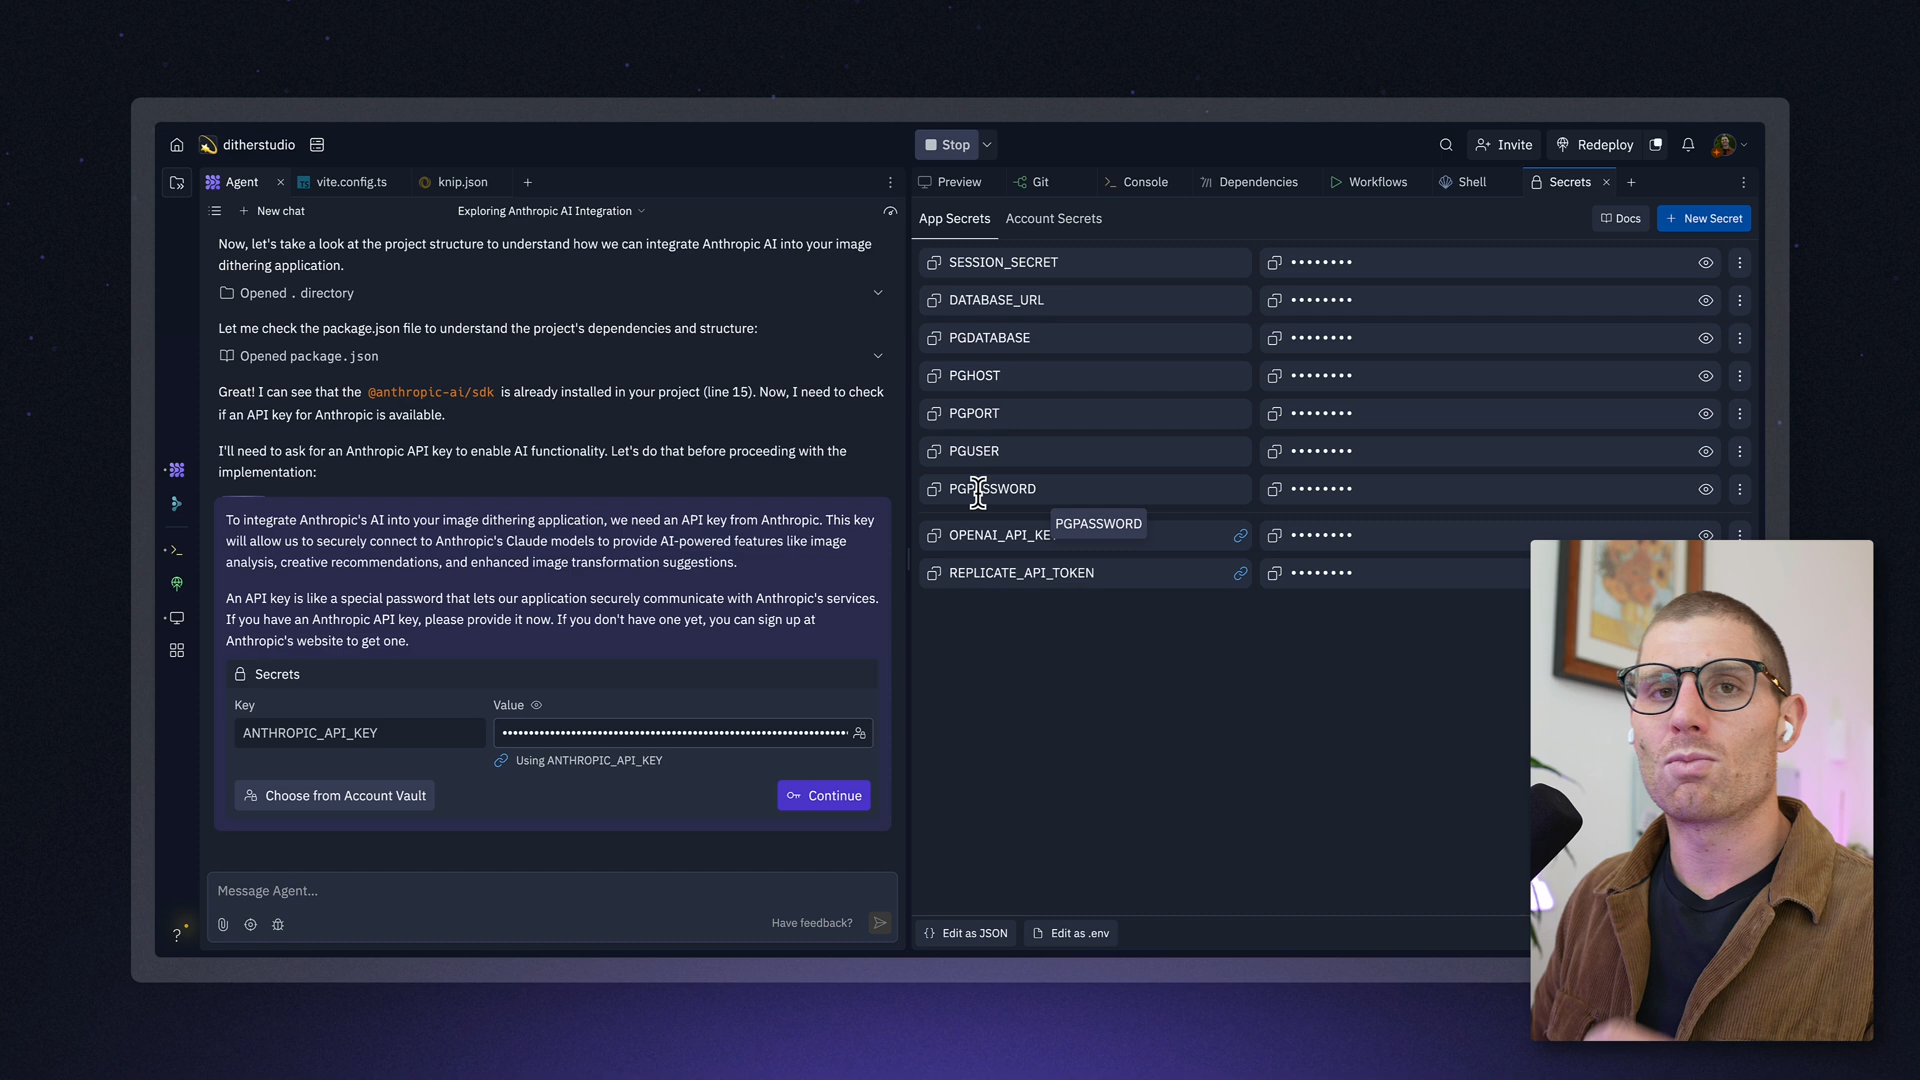 ditherstudio
Stop
Invite
Redeploy
Agent
vite.config.ts
knip.json
Preview
Git
Console
Dependencies
Workflows
Shell
Secrets
New chat
Exploring Anthropic AI Integration
App Secrets
Account Secrets
Docs
New Secret
Now, let's take a look at the project structure to understand how we can integrate Anthropic AI into your image
dithering application.
Opened . directory
Let me check the package.json file to understand the project's dependencies and structure:
Opened package.json
Great! I can see that the @anthropic-ai/sdk is already installed in your project (line 15). Now, I need to check
if an API key for Anthropic is available.
I'll need to ask for an Anthropic API key to enable AI functionality. Let's do that before proceeding with the
implementation:
To integrate Anthropic's AI into your image dithering application, we need an API key from Anthropic. This key
will allow us to securely connect to Anthropic's Claude models to provide AI-powered features like image
analysis, creative recommendations, and enhanced image transformation suggestions.
An API key is like a special password that lets our application securely communicate with Anthropic's services.
If you have an Anthropic API key, please provide it now. If you don't have one yet, you can sign up at
Anthropic's website to get one.
Secrets
Key
Value
ANTHROPIC_API_KEY
Using ANTHROPIC_API_KEY
Choose from Account Vault
Continue
Message Agent...
Have feedback?
SESSION_SECRET
DATABASE_URL
PGDATABASE
PGHOST
PGPORT
PGUSER
PGPASSWORD
PGPASSWORD
OPENAI_API_KEY
REPLICATE_API_TOKEN
Edit as JSON
Edit as .env